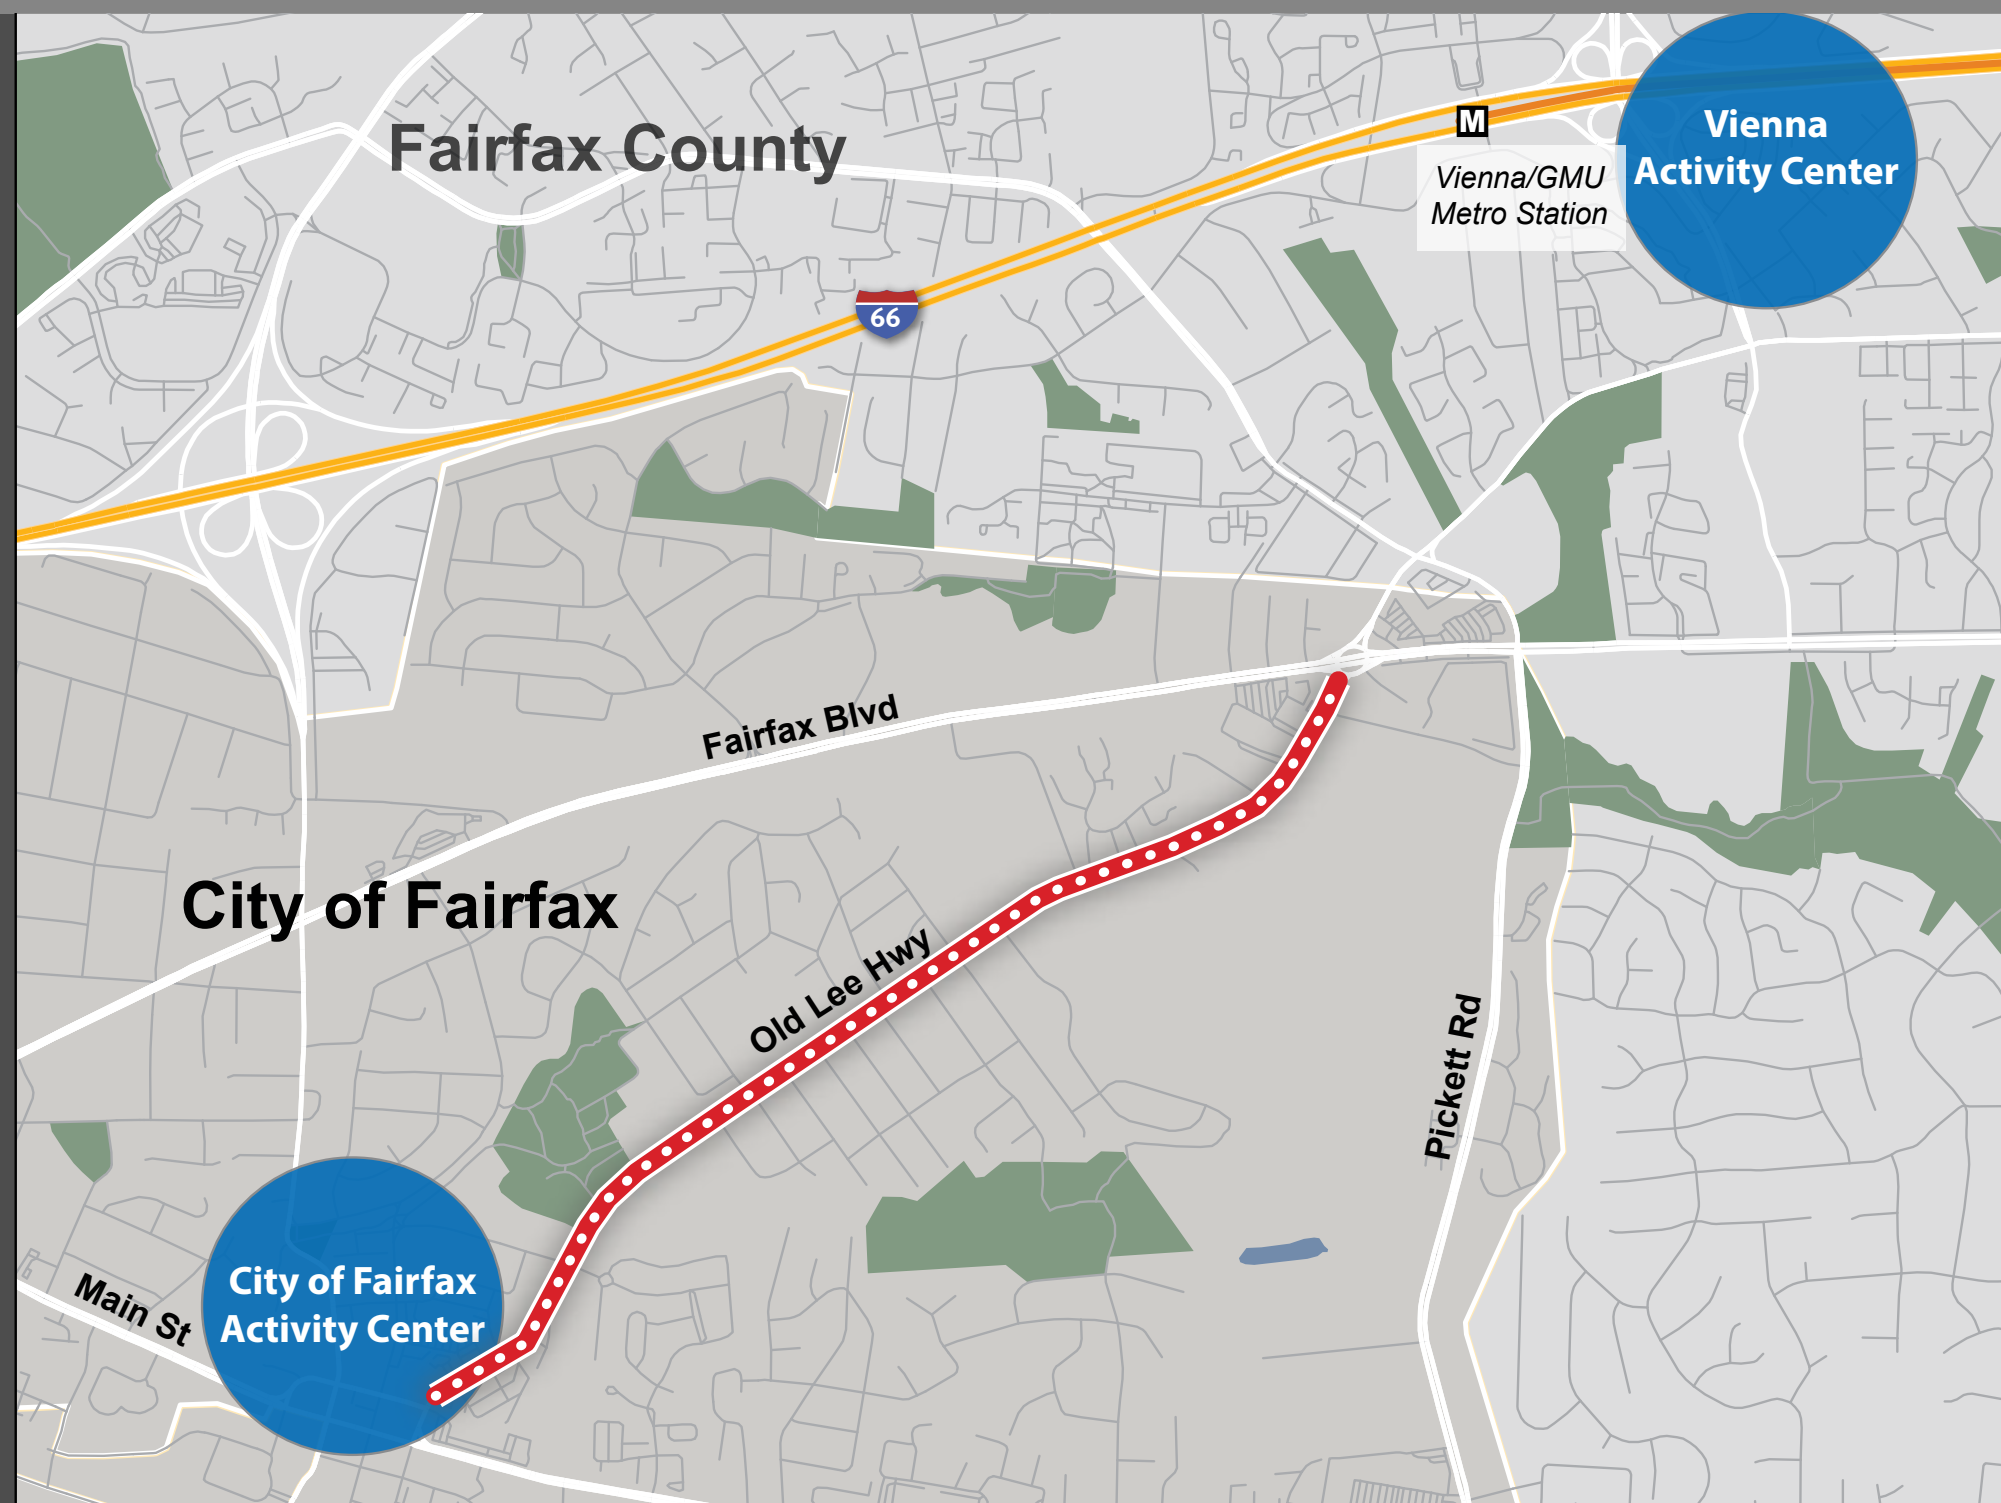 Fairfax County
M
Vienna
Activity Center
Vienna/GMU
Metro Station
66
Fairfax Blvd
City of Fairfax
Old Lee Hwy
Pickett Rd
City of Fairfax
Activity Center
Main St